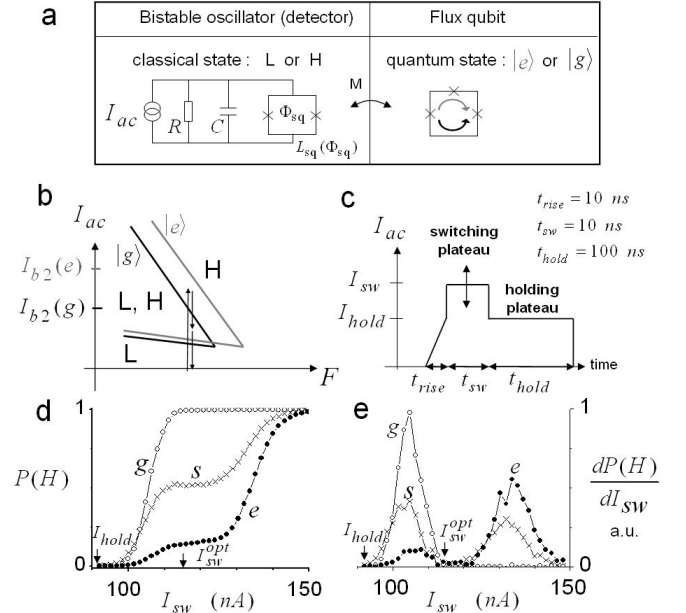 a
Bistable oscillator (detector)
Flux qubit
classical state : L or H
quantum state : |e⟩ or |g⟩
I_ac
R
C
Φ_sq
L_sq(Φ_sq)
M
b
I_ac
|e⟩
|g⟩
I_b2(e)
H
L, H
I_b2(g)
L
F
c
t_rise = 10 ns
t_sw = 10 ns
t_hold = 100 ns
I_ac
switching
plateau
I_sw
holding
plateau
I_hold
time
t_rise t_sw t_hold
d
1
P(H)
g
s
e
I_hold
I_sw^opt
0
100
150
I_sw (nA)
e
1
g
s
e
dP(H)
dI_sw
a.u.
I_hold
I_sw^opt
0
100
150
I_sw (nA)